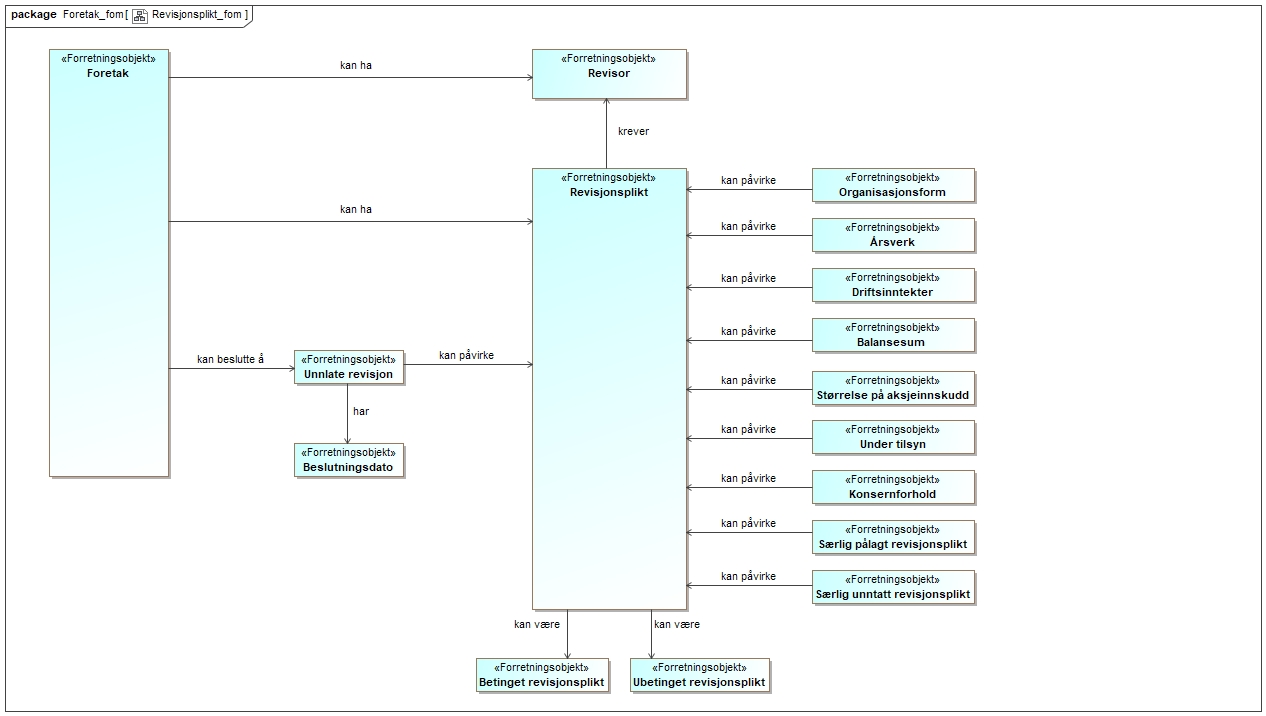 package Foretak_fom [ Revisjonsplikt_fom ]
«Forretningsobjekt»
Foretak
kan ha
«Forretningsobjekt»
Revisor
krever
kan ha
«Forretningsobjekt»
Revisjonsplikt
kan beslutte å
«Forretningsobjekt»
Unnlate revisjon
kan påvirke
har
«Forretningsobjekt»
Beslutningsdato
kan påvirke
«Forretningsobjekt»
Organisasjonsform
kan påvirke
«Forretningsobjekt»
Årsverk
kan påvirke
«Forretningsobjekt»
Driftsinntekter
kan påvirke
«Forretningsobjekt»
Balansesum
kan påvirke
«Forretningsobjekt»
Størrelse på aksjeinnskudd
kan påvirke
«Forretningsobjekt»
Under tilsyn
kan påvirke
«Forretningsobjekt»
Konsernforhold
kan påvirke
«Forretningsobjekt»
Særlig pålagt revisjonsplikt
kan påvirke
«Forretningsobjekt»
Særlig unntatt revisjonsplikt
kan være
kan være
«Forretningsobjekt»
Betinget revisjonsplikt
«Forretningsobjekt»
Ubetinget revisjonsplikt